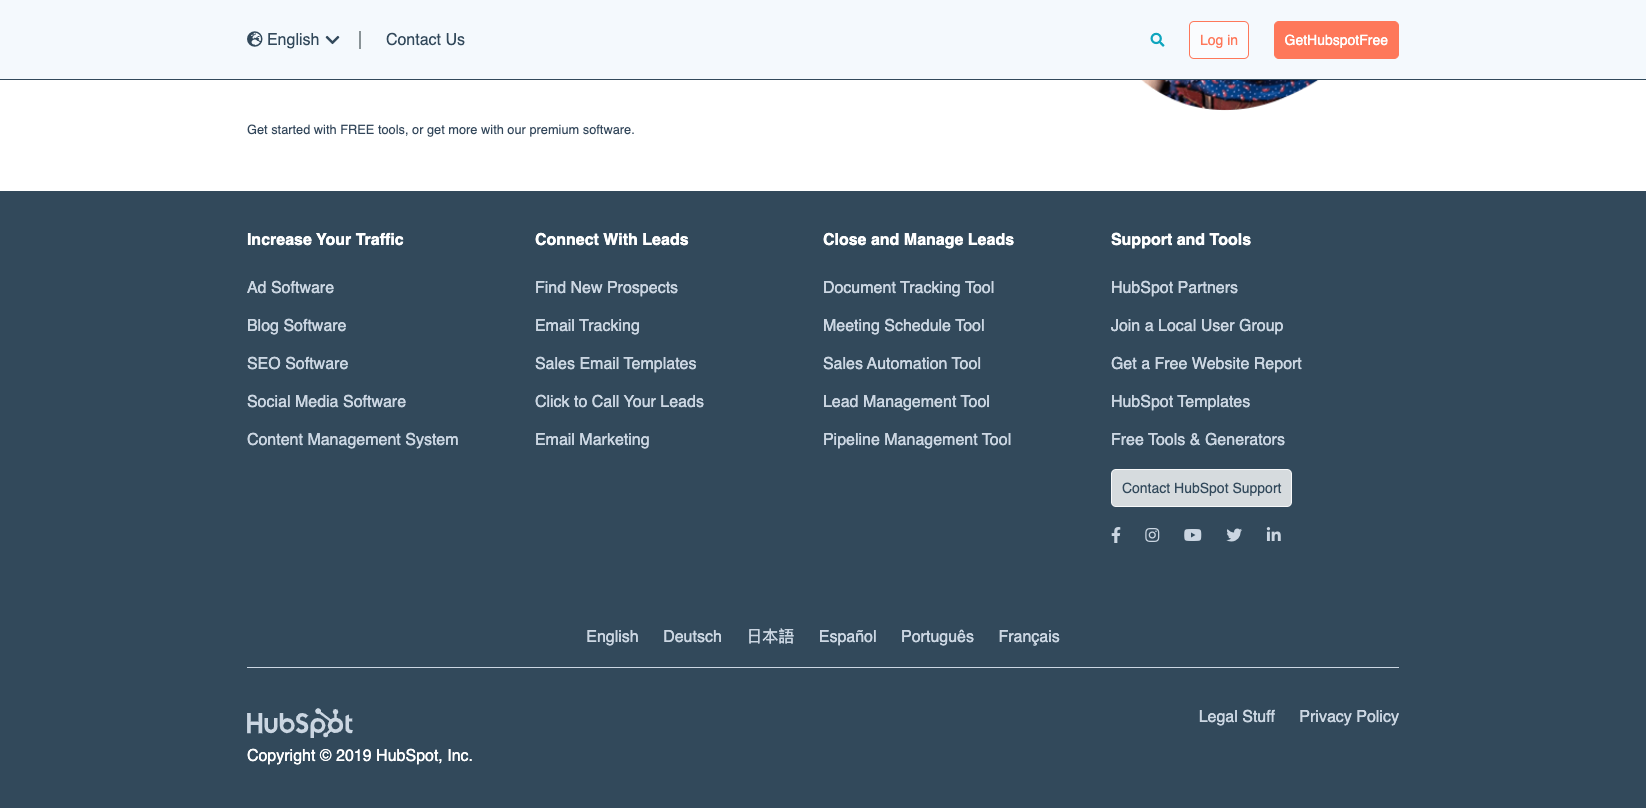 English | Contact Us Log in GetHubspotFree
Get started with FREE tools, or get more with our premium software.
Increase Your Traffic
Ad Software
Blog Software
SEO Software
Social Media Software
Content Management System
Connect With Leads
Find New Prospects
Email Tracking
Sales Email Templates
Click to Call Your Leads
Email Marketing
Close and Manage Leads
Document Tracking Tool
Meeting Schedule Tool
Sales Automation Tool
Lead Management Tool
Pipeline Management Tool
Support and Tools
HubSpot Partners
Join a Local User Group
Get a Free Website Report
HubSpot Templates
Free Tools & Generators
Contact HubSpot Support
English Deutsch 日本語 Español Português Français
HubSpot
Copyright © 2019 HubSpot, Inc.
Legal Stuff Privacy Policy